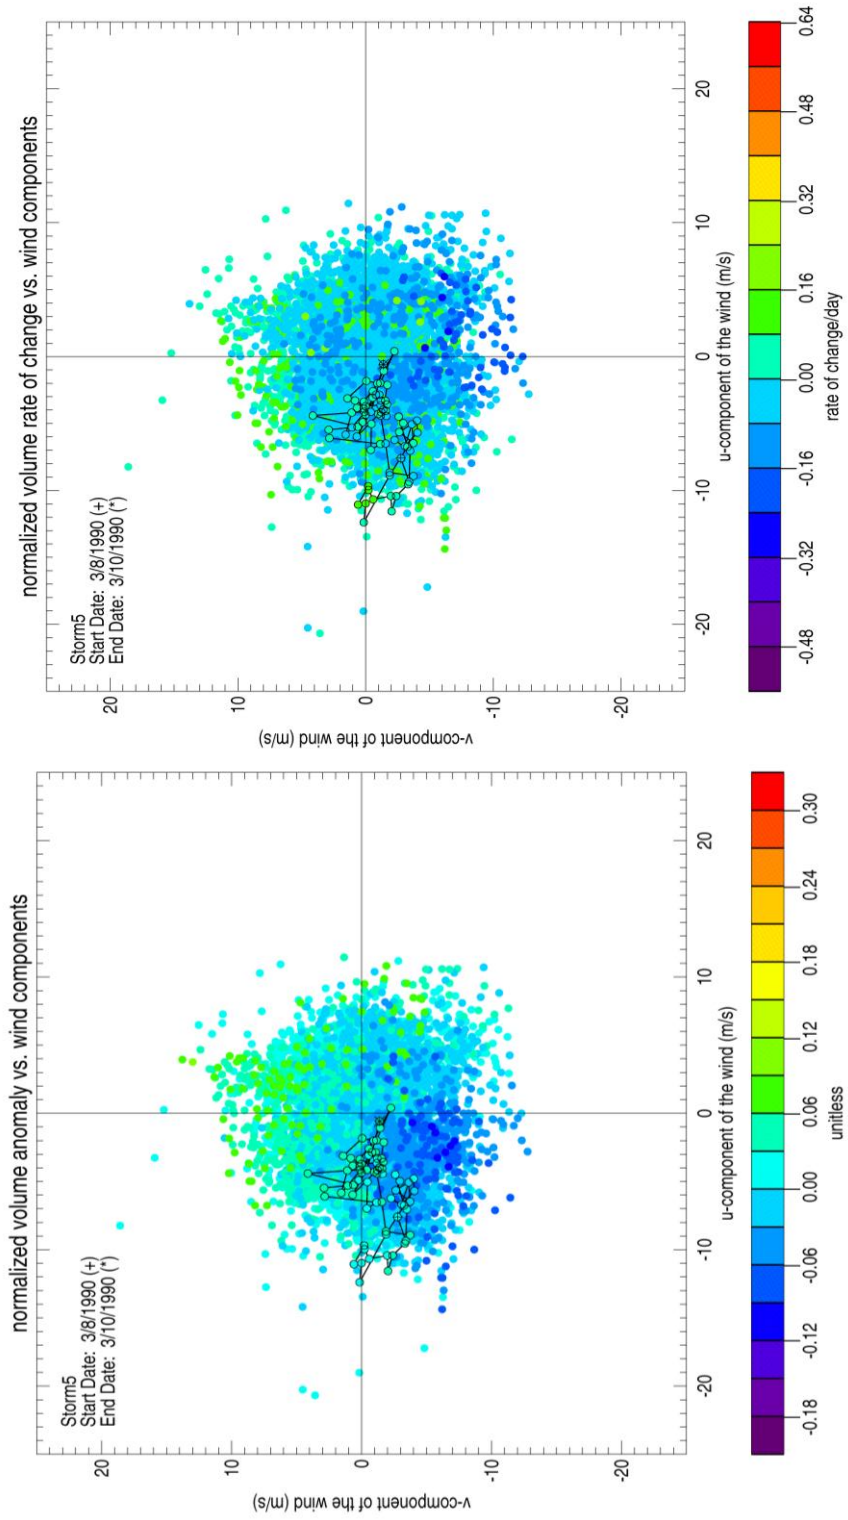 normalized volume anomaly vs. wind components
Storm5
Start Date: 3/8/1990 (+)
End Date: 3/10/1990 (*)
v-component of the wind (m/s)
20
10
0
-10
-20
-20
-10
0
10
20
u-component of the wind (m/s)
-0.18
-0.12
-0.06
0.00
0.06
0.12
0.18
0.24
0.30
unitless
normalized volume rate of change vs. wind components
Storm5
Start Date: 3/8/1990 (+)
End Date: 3/10/1990 (*)
v-component of the wind (m/s)
20
10
0
-10
-20
-20
-10
0
10
20
u-component of the wind (m/s)
-0.48
-0.32
-0.16
0.00
0.16
0.32
0.48
0.64
rate of change/day